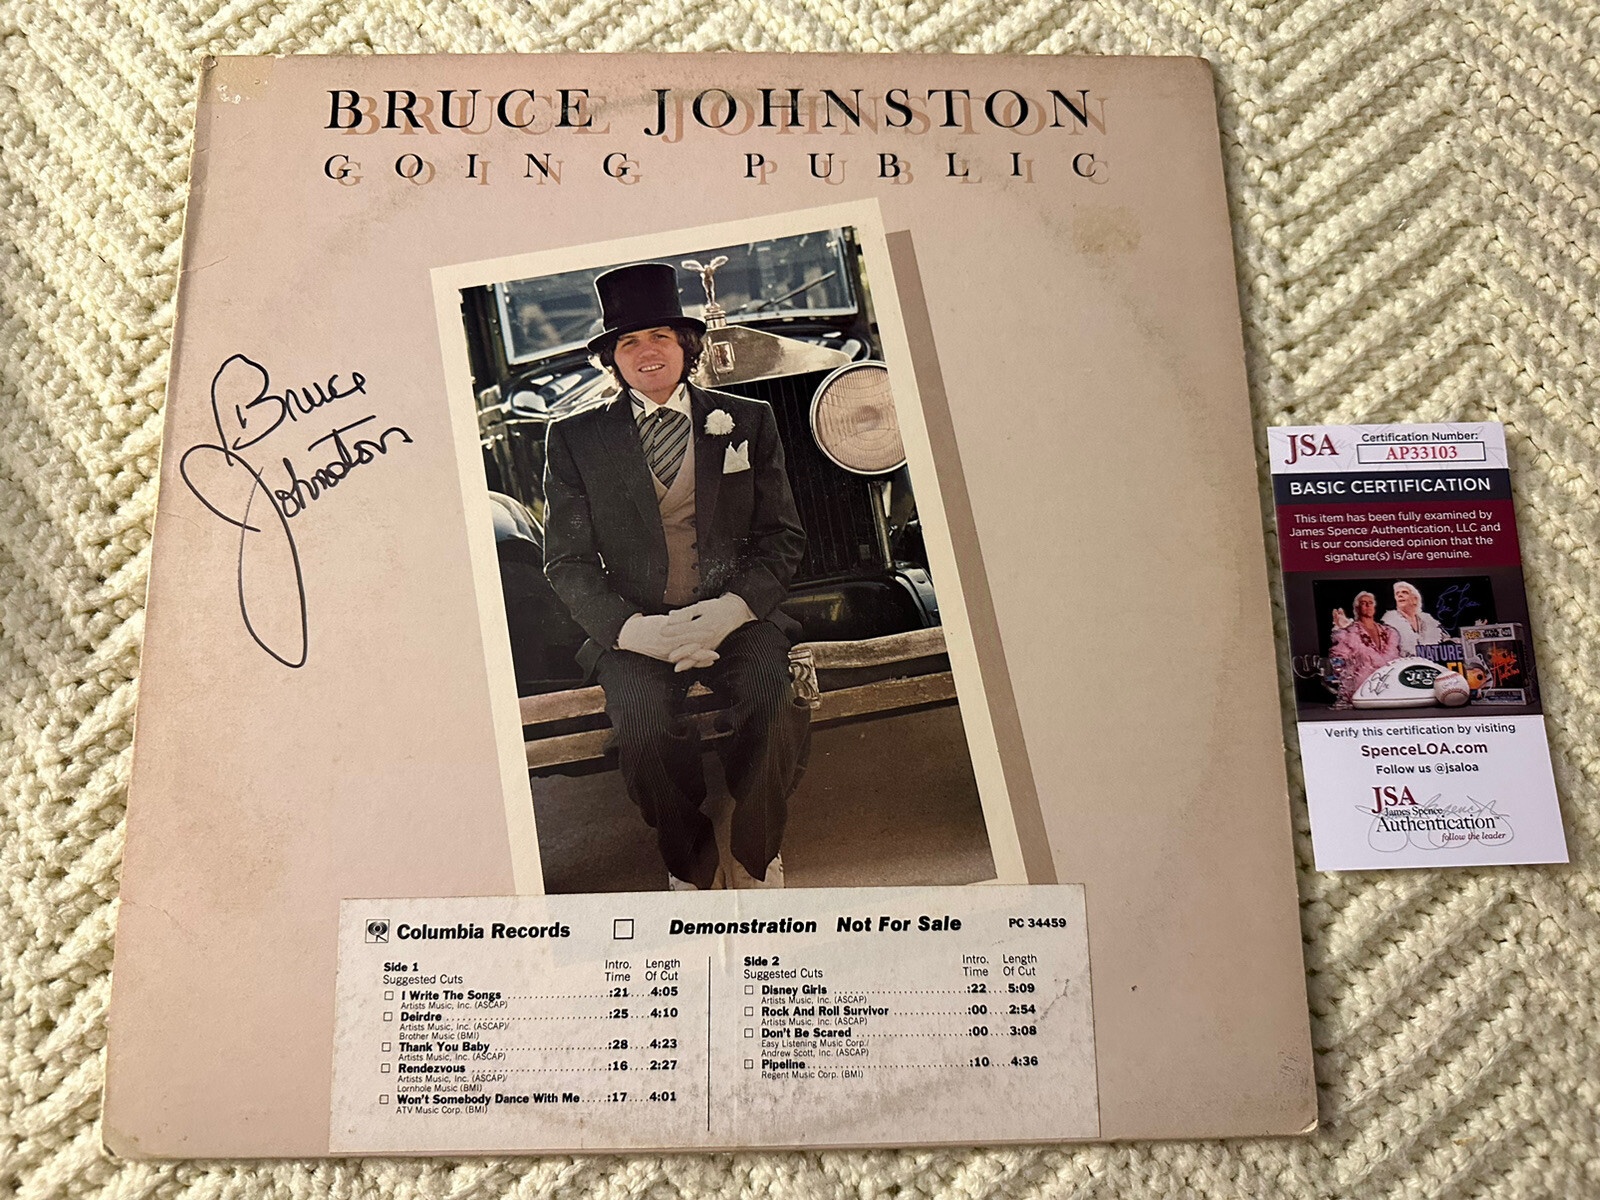 BRUCE JOHNSTON
GOING PUBLIC
Bruce
Johnston
Columbia Records
Demonstration Not For Sale
PC 34459
Side 1
Suggested Cuts
Intro. Time
Length Of Cut
I Write The Songs :21 4:05
Artists Music, Inc. (ASCAP)
Deirdre :25 4:10
Artists Music, Inc. (ASCAP)/
Brother Music (BMI)
Thank You Baby :28 4:23
Artists Music, Inc. (ASCAP)
Rendezvous :16 2:27
Artists Music, Inc. (ASCAP)/
Lornhole Music (BMI)
Won't Somebody Dance With Me :17 4:01
ATV Music Corp. (BMI)
Side 2
Suggested Cuts
Intro. Time
Length Of Cut
Disney Girls :22 5:09
Artists Music, Inc. (ASCAP)
Rock And Roll Survivor :00 2:54
Artists Music, Inc. (ASCAP)
Don't Be Scared :00 3:08
Easy Listening Music Corp./
Andrew Scott, Inc. (ASCAP)
Pipeline :10 4:36
Regent Music Corp. (BMI)
JSA
Certification Number:
AP33103
BASIC CERTIFICATION
This item has been fully examined by
James Spence Authentication, LLC and
it is our considered opinion that the
signature(s) is/are genuine.
NATURE
JETS
Verify this certification by visiting
SpenceLOA.com
Follow us @jsaloa
JSA
James Spence
Authentication
follow the leader